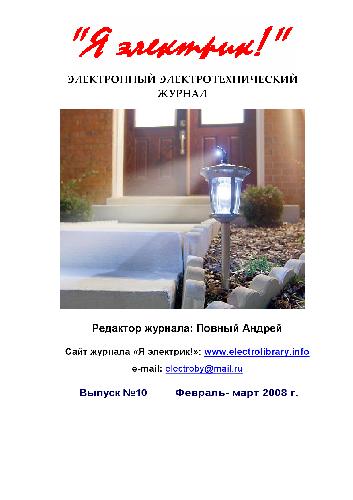 "Я электрик!"
ЭЛЕКТРОННЫЙ ЭЛЕКТРОТЕХНИЧЕСКИЙ
ЖУРНАЛ
Редактор журнала: Повный Андрей
Сайт журнала «Я электрик!»: www.electrolibrary.info
e-mail: electroby@mail.ru
Выпуск №10 Февраль- март 2008 г.